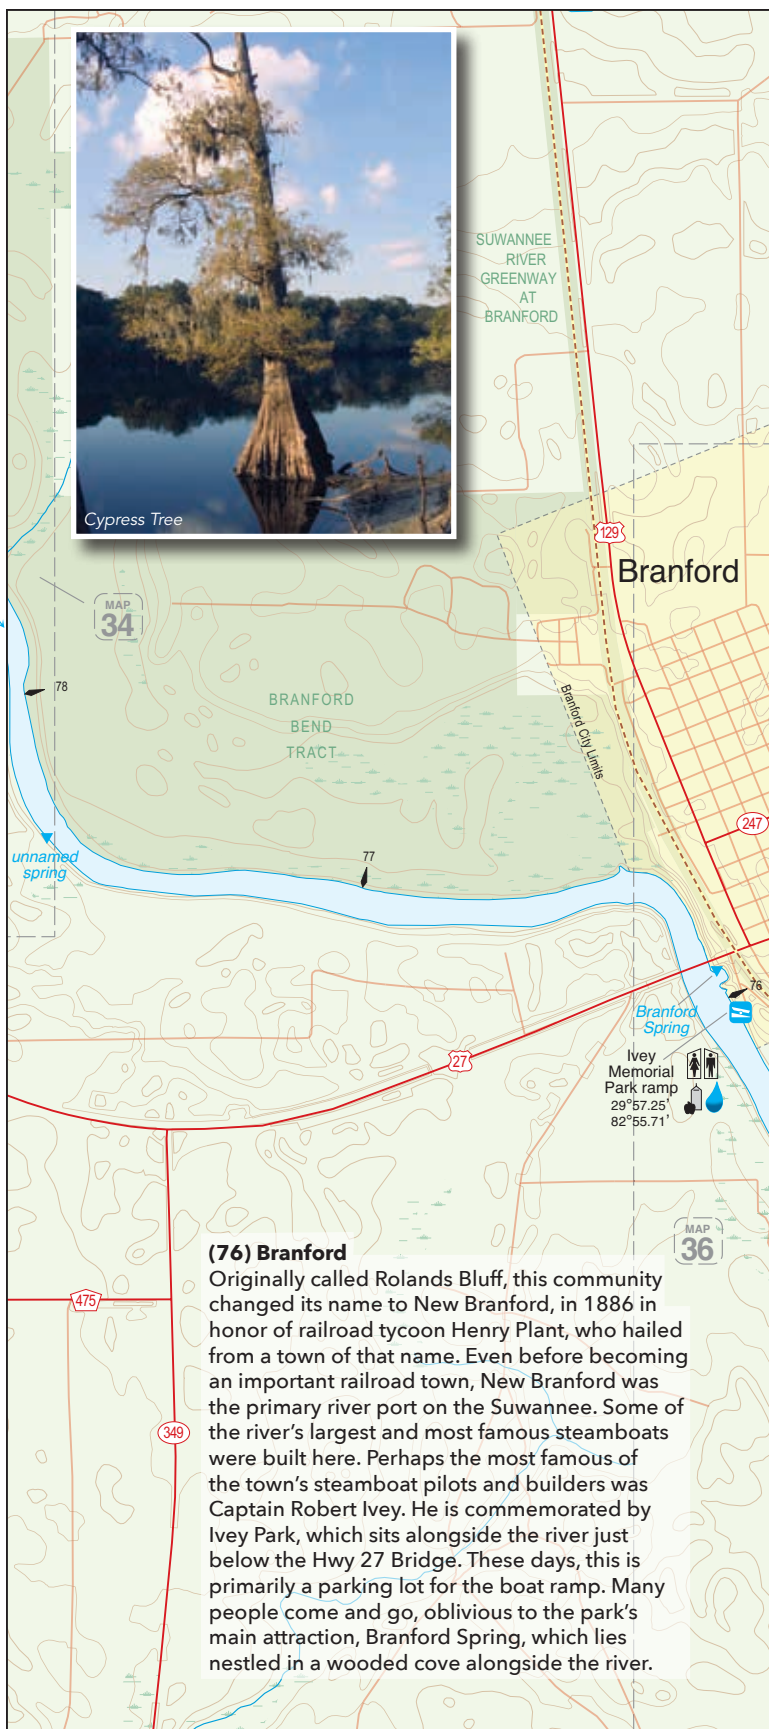 Cypress Tree
SUWANNEE
RIVER
GREENWAY
AT
BRANFORD
129
Branford
MAP
34
78
BRANFORD
BEND
TRACT
Branford City Limits
247
unnamed
spring
77
76
Branford
Spring
27
Ivey
Memorial
Park ramp
29°57.25'
82°55.71'
MAP
36
475
349
(76) Branford
Originally called Rolands Bluff, this community
changed its name to New Branford, in 1886 in
honor of railroad tycoon Henry Plant, who hailed
from a town of that name. Even before becoming
an important railroad town, New Branford was
the primary river port on the Suwannee. Some of
the river’s largest and most famous steamboats
were built here. Perhaps the most famous of
the town’s steamboat pilots and builders was
Captain Robert Ivey. He is commemorated by
Ivey Park, which sits alongside the river just
below the Hwy 27 Bridge. These days, this is
primarily a parking lot for the boat ramp. Many
people come and go, oblivious to the park’s
main attraction, Branford Spring, which lies
nestled in a wooded cove alongside the river.